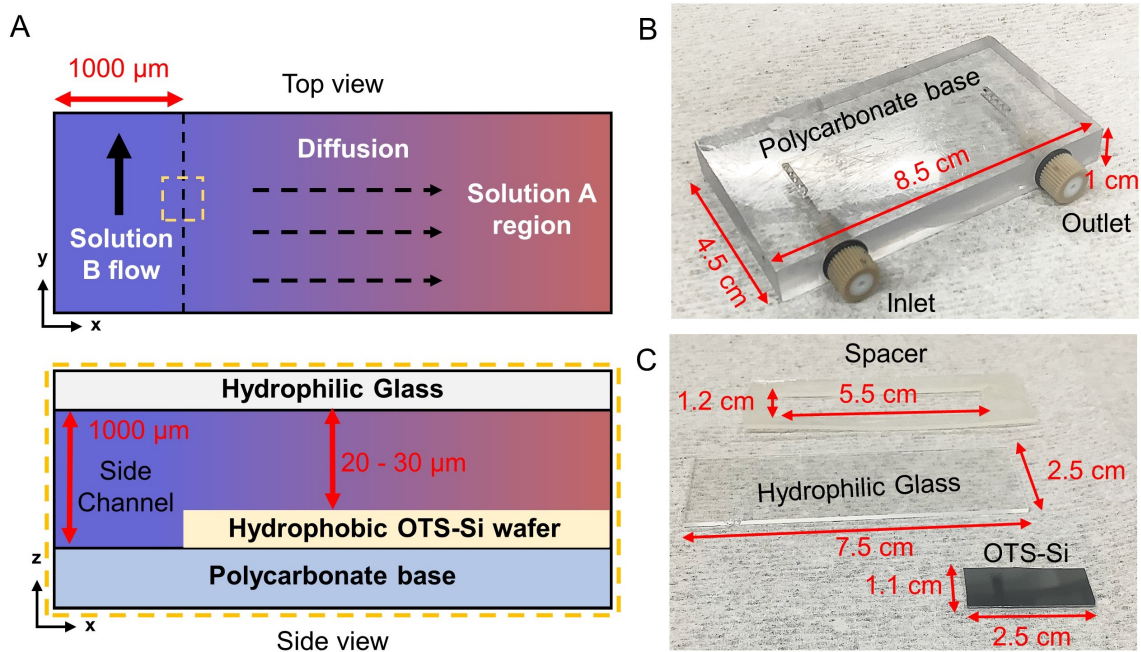 A
1000 µm
Top view
Diffusion
Solution A
region
Solution
B flow
y
x
Hydrophilic Glass
1000 µm
Side
Channel
20 - 30 µm
Hydrophobic OTS-Si wafer
Polycarbonate base
z
x
Side view
B
Polycarbonate base
8.5 cm
1 cm
4.5 cm
Outlet
Inlet
C
Spacer
1.2 cm
5.5 cm
Hydrophilic Glass
2.5 cm
7.5 cm
OTS-Si
1.1 cm
2.5 cm